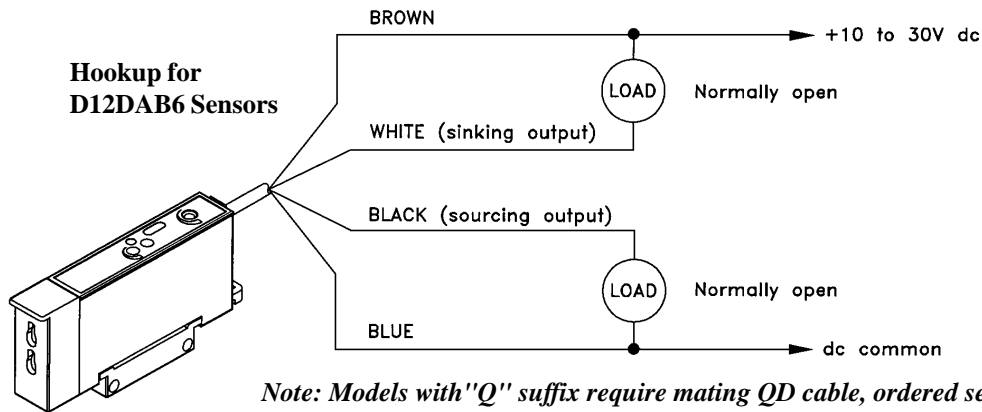 BROWN
+10 to 30V dc
Hookup for
D12DAB6 Sensors
LOAD
Normally open
WHITE (sinking output)
BLACK (sourcing output)
LOAD
Normally open
BLUE
dc common
Note: Models with "Q" suffix require mating QD cable, ordered se